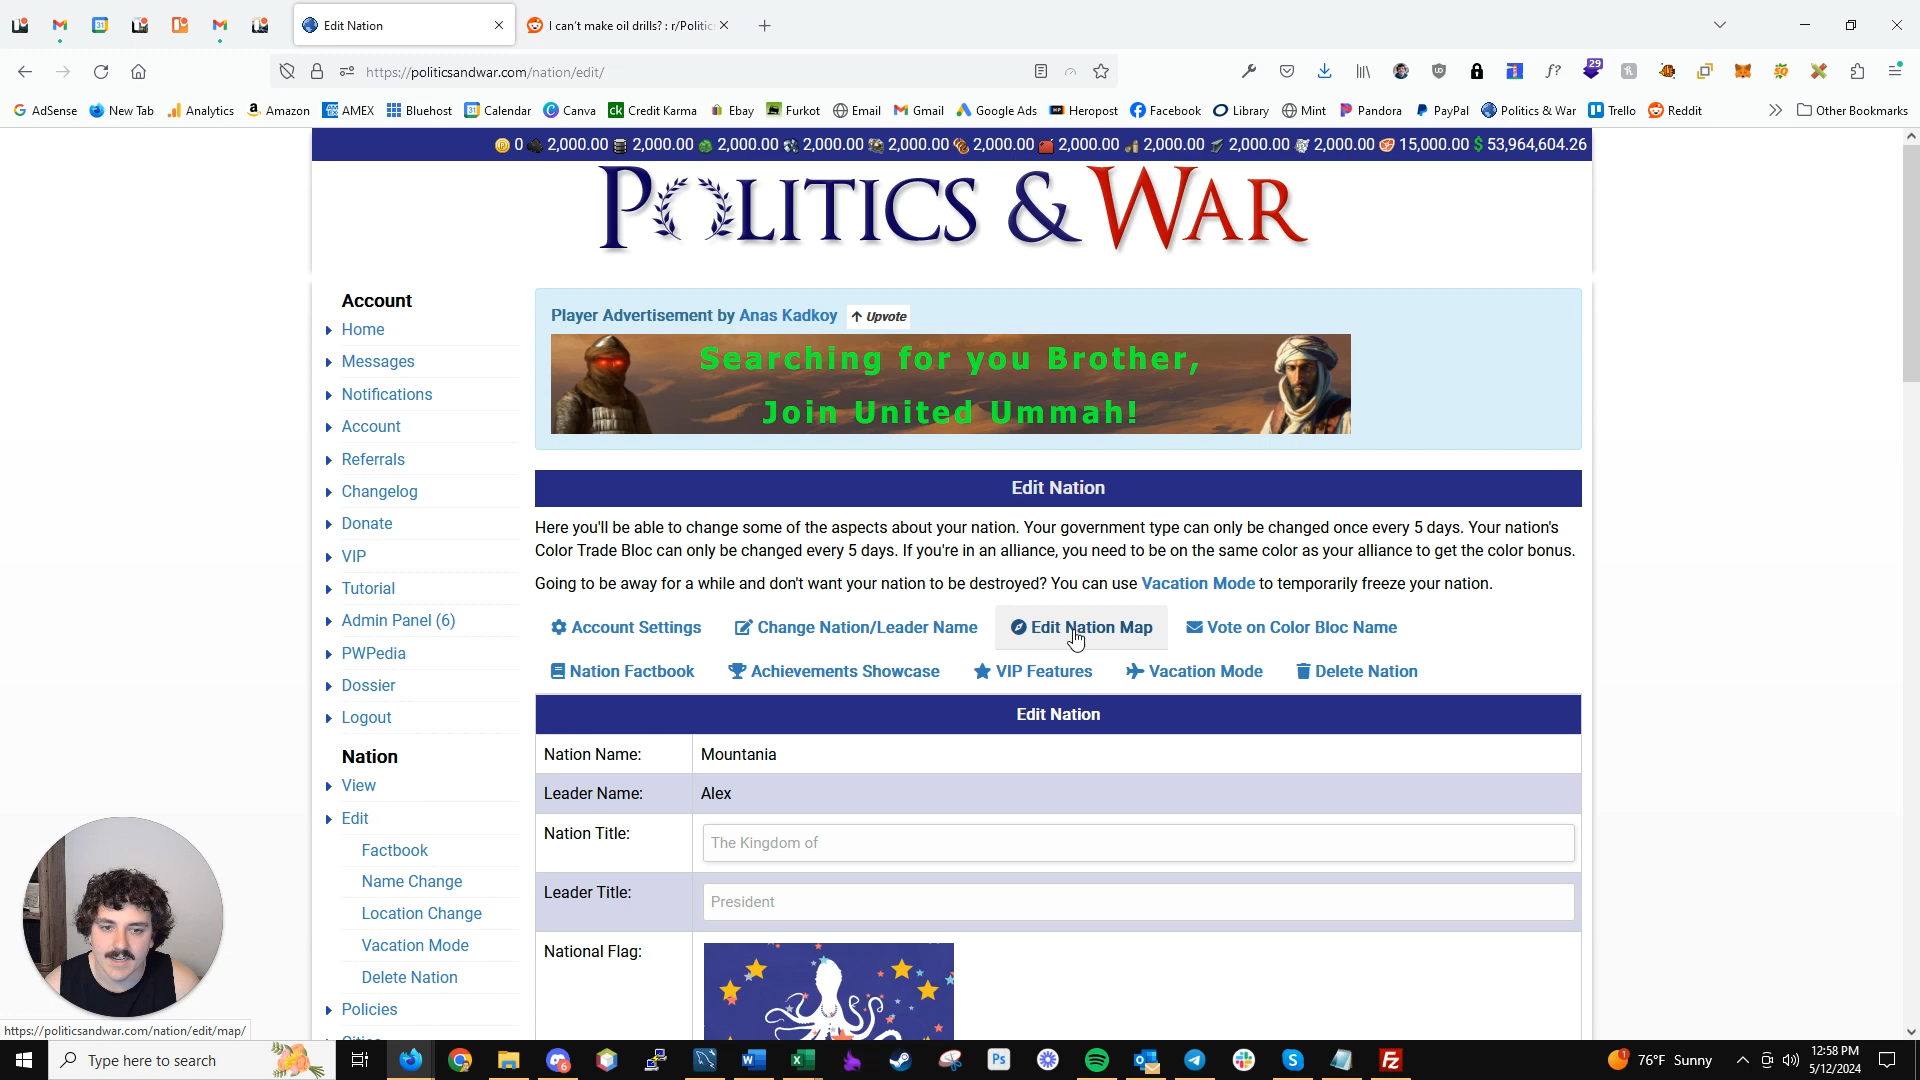 Edit Nation
I can't make oil drills? : r/Politic
https://politicsandwar.com/nation/edit/
29
AdSense
New Tab
Analytics
Amazon
AMEX
Bluehost
Calendar
Canva
Credit Karma
Ebay
Furkot
Email
Gmail
Google Ads
Heropost
Facebook
Library
Mint
Pandora
PayPal
Politics & War
Trello
Reddit
Other Bookmarks
0 2,000.00 2,000.00 2,000.00 2,000.00 2,000.00 2,000.00 2,000.00 2,000.00 2,000.00 2,000.00 15,000.00 $ 53,964,604.26
POLITICS & WAR
Account
Home
Messages
Notifications
Account
Referrals
Changelog
Donate
VIP
Tutorial
Admin Panel (6)
PWPedia
Dossier
Logout
Nation
View
Edit
Factbook
Name Change
Location Change
Vacation Mode
Delete Nation
Policies
Cities
Player Advertisement by Anas Kadkoy
Upvote
Searching for you Brother,
Join United Ummah!
Edit Nation
Here you'll be able to change some of the aspects about your nation. Your government type can only be changed once every 5 days. Your nation's
Color Trade Bloc can only be changed every 5 days. If you're in an alliance, you need to be on the same color as your alliance to get the color bonus.
Going to be away for a while and don't want your nation to be destroyed? You can use Vacation Mode to temporarily freeze your nation.
Account Settings
Change Nation/Leader Name
Edit Nation Map
Vote on Color Bloc Name
Nation Factbook
Achievements Showcase
VIP Features
Vacation Mode
Delete Nation
Edit Nation
Nation Name:
Mountania
Leader Name:
Alex
Nation Title:
The Kingdom of
Leader Title:
President
National Flag:
https://politicsandwar.com/nation/edit/map/
Type here to search
76°F Sunny
12:58 PM
5/12/2024